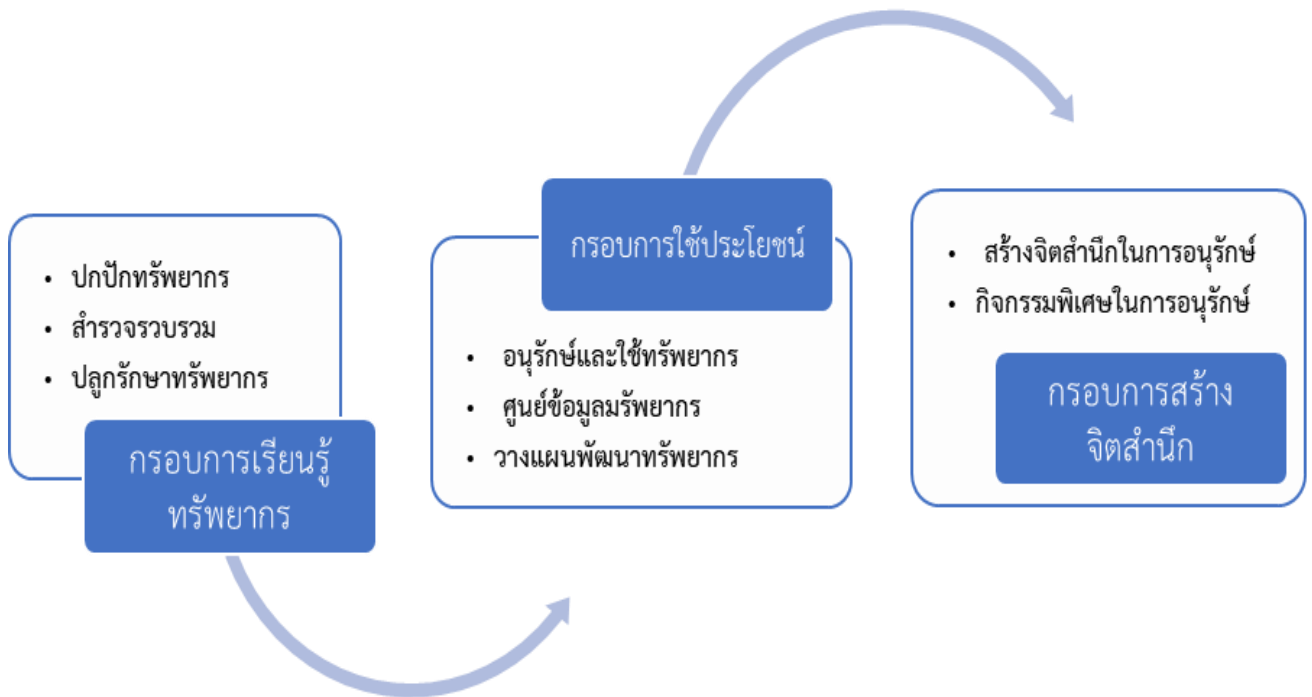 • ปกปักทรัพยากร
• สำรวจรวบรวม
• ปลูกรักษาทรัพยากร
กรอบการเรียนรู้
ทรัพยากร
กรอบการใช้ประโยชน์
• อนุรักษ์และใช้ทรัพยากร
• ศูนย์ข้อมูลมรัพยากร
• วางแผนพัฒนาทรัพยากร
• สร้างจิตสำนึกในการอนุรักษ์
• กิจกรรมพิเศษในการอนุรักษ์
กรอบการสร้าง
จิตสำนึก